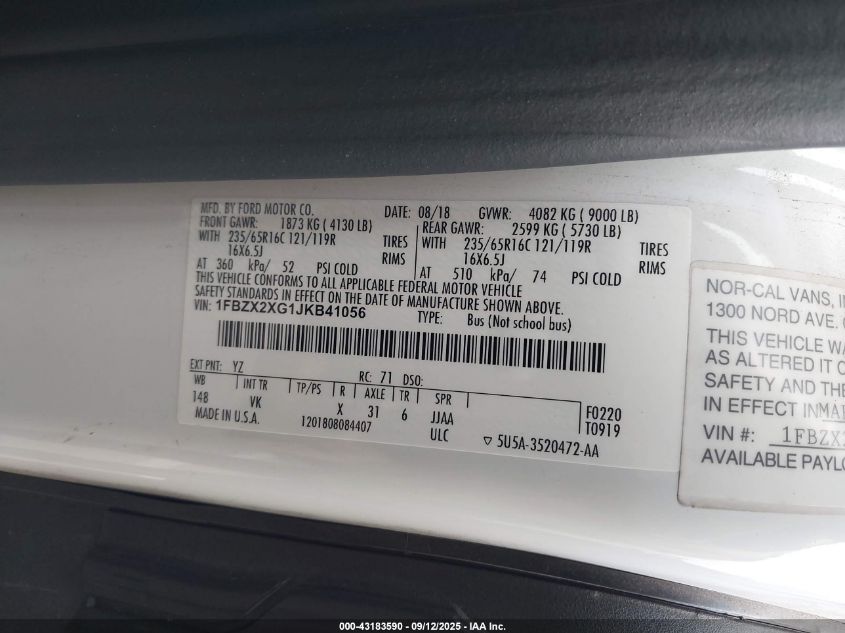 MFD. BY FORD MOTOR CO.
DATE: 08/18 GVWR: 4082 KG ( 9000 LB)
FRONT GAWR: 1873 KG ( 4130 LB)
REAR GAWR: 2599 KG ( 5730 LB)
WITH 235/65R16C 121/119R TIRES
WITH 235/65R16C 121/119R TIRES
16X6.5J RIMS
16X6.5J RIMS
AT 360 kPa/ 52 PSI COLD
AT 510 kPa/ 74 PSI COLD
THIS VEHICLE CONFORMS TO ALL APPLICABLE FEDERAL MOTOR VEHICLE
SAFETY STANDARDS IN EFFECT ON THE DATE OF MANUFACTURE SHOWN ABOVE.
VIN: 1FBZX2XG1JKB41056
TYPE: Bus (Not school bus)
EXT PNT: YZ RC: 71 DSO:
WB INT TR TP/PS R AXLE TR SPR
148 VK X 31 6 JJAA F0220
MADE IN U.S.A. 1201808084407 ULC T0919
▽ 5U5A-3520472-AA
NOR-CAL VANS,
1300 NORD AVE.
THIS VEHICLE
AS ALTERED IT
SAFETY AND THE
IN EFFECT IN
VIN #: 1FBZX
AVAILABLE
000-43183590 - 09/12/2025 - IAA Inc.